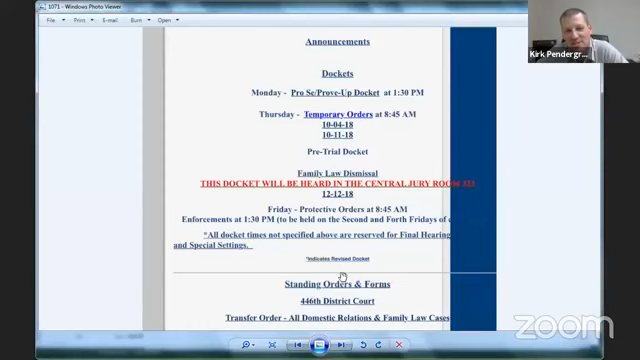 1071 - Windows Photo Viewer
File Print E-mail Burn Open
Kirk Pendergr...
Announcements
Dockets
Monday - Pro Se/Prove-Up Docket at 1:30 PM
Thursday - Temporary Orders at 8:45 AM
10-04-18
10-11-18
Pre-Trial Docket
Family Law Dismissal
THIS DOCKET WILL BE HEARD IN THE CENTRAL JURY ROOM
12-12-18
Friday - Protective Orders at 8:45 AM
Enforcements at 1:30 PM (to be held on the Second and Forth Fridays of
*All docket times not specified above are reserved for Final Hearing
and Special Settings.
*Indicates Revised Docket
Standing Orders & Forms
446th District Court
Transfer Order - All Domestic Relations & Family Law Cases
zoom